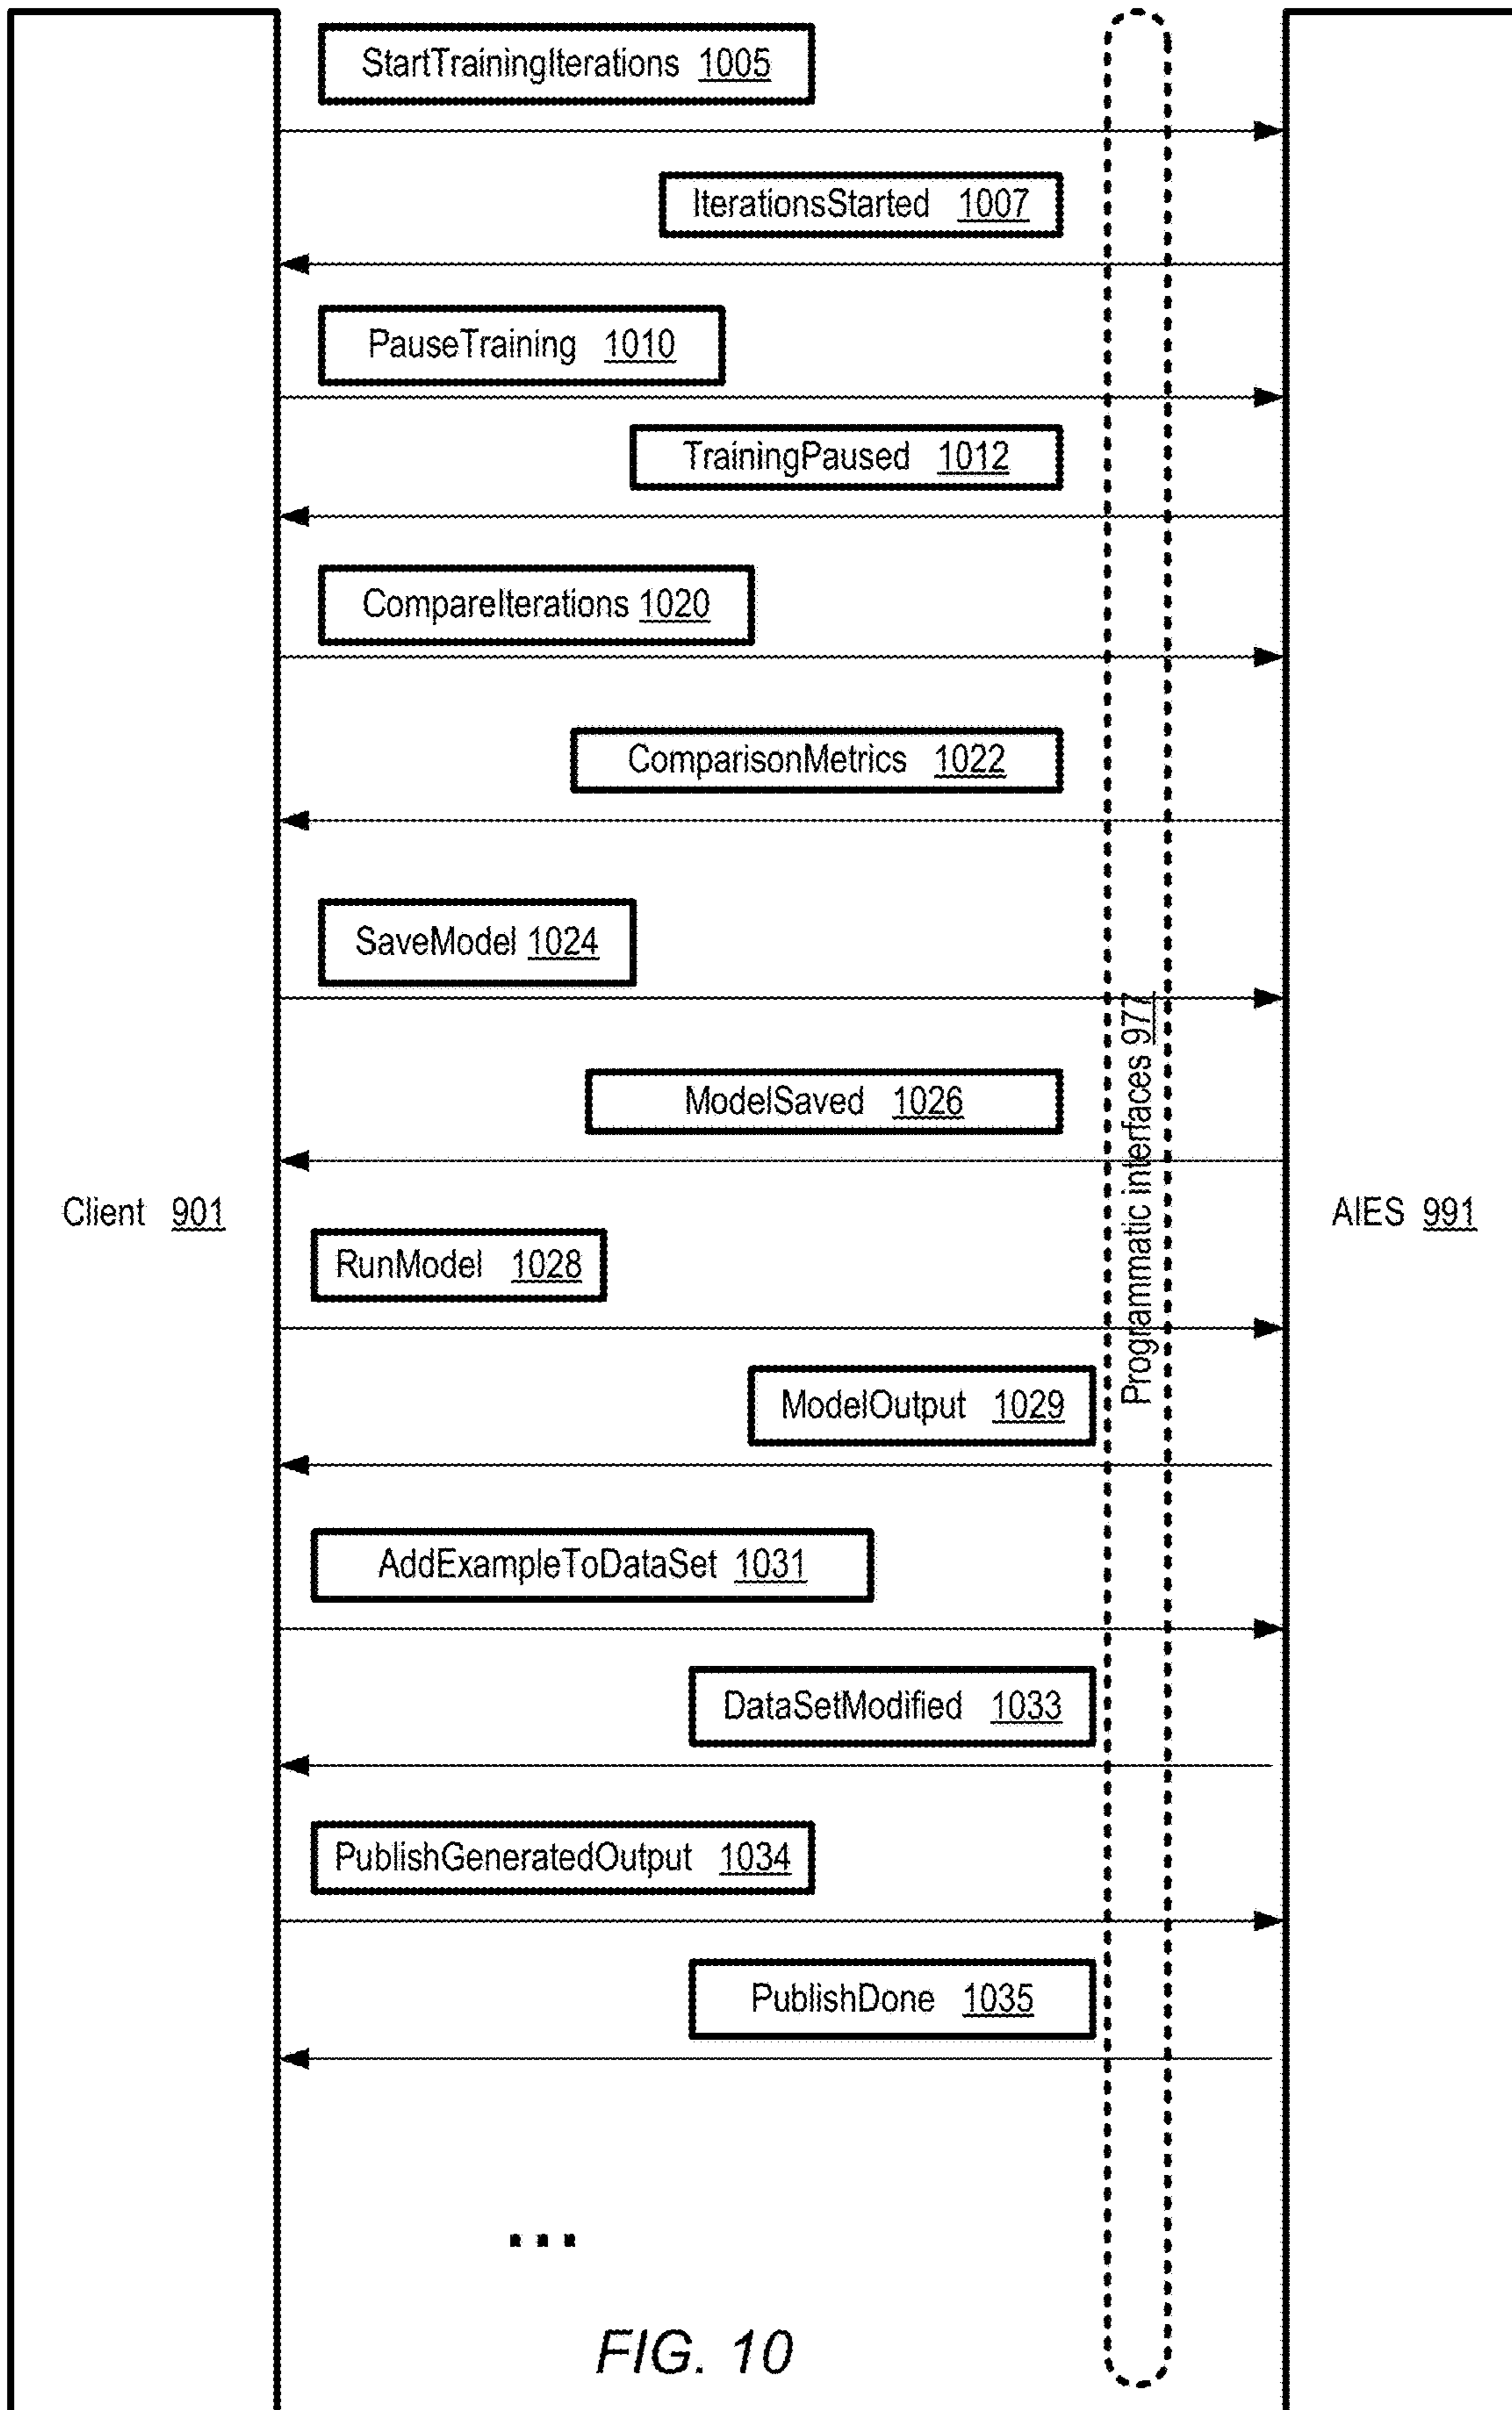 StartTrainingIterations 1005
IterationsStarted 1007
PauseTraining 1010
TrainingPaused 1012
CompareIterations 1020
ComparisonMetrics 1022
SaveModel 1024
ModelSaved 1026
Programmatic interfaces 977
Client 901
AIES 991
RunModel 1028
ModelOutput 1029
AddExampleToDataSet 1031
DataSetModified 1033
PublishGeneratedOutput 1034
PublishDone 1035
...
FIG. 10